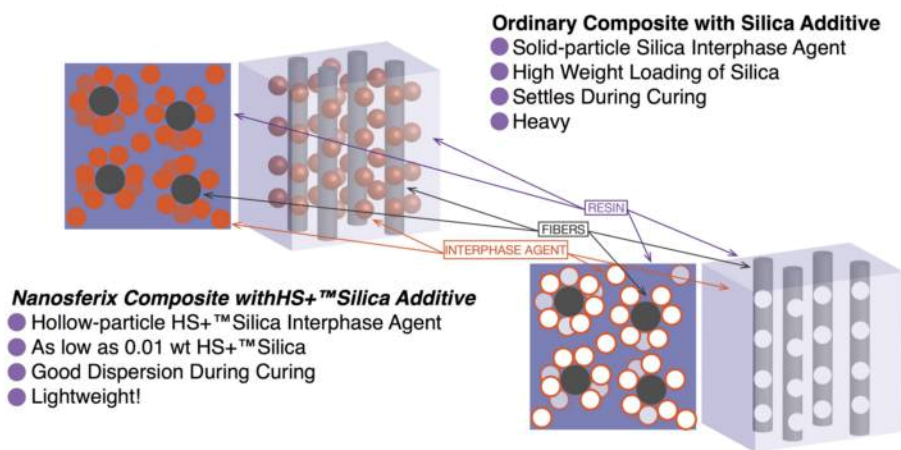 Ordinary Composite with Silica Additive
Solid-particle Silica Interphase Agent
High Weight Loading of Silica
Settles During Curing
Heavy
RESIN
FIBERS
INTERPHASE AGENT
Nanosferix Composite withHS+™Silica Additive
Hollow-particle HS+™Silica Interphase Agent
As low as 0.01 wt HS+™Silica
Good Dispersion During Curing
Lightweight!